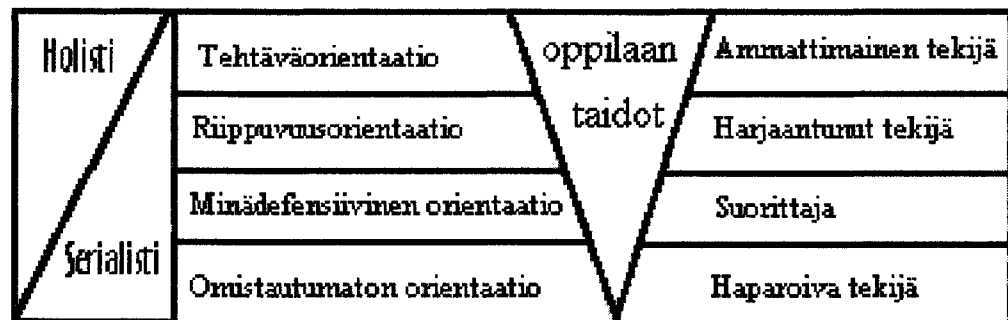 Holisti
Serialisti
Tehtäväorientaatio
Riippuvuusorientaatio
Minädefensiivinen orientaatio
Omistautumaton orientaatio
oppilaan
taidot
Ammattimainen tekijä
Harjaantunut tekijä
Suorittaja
Haparoiva tekijä